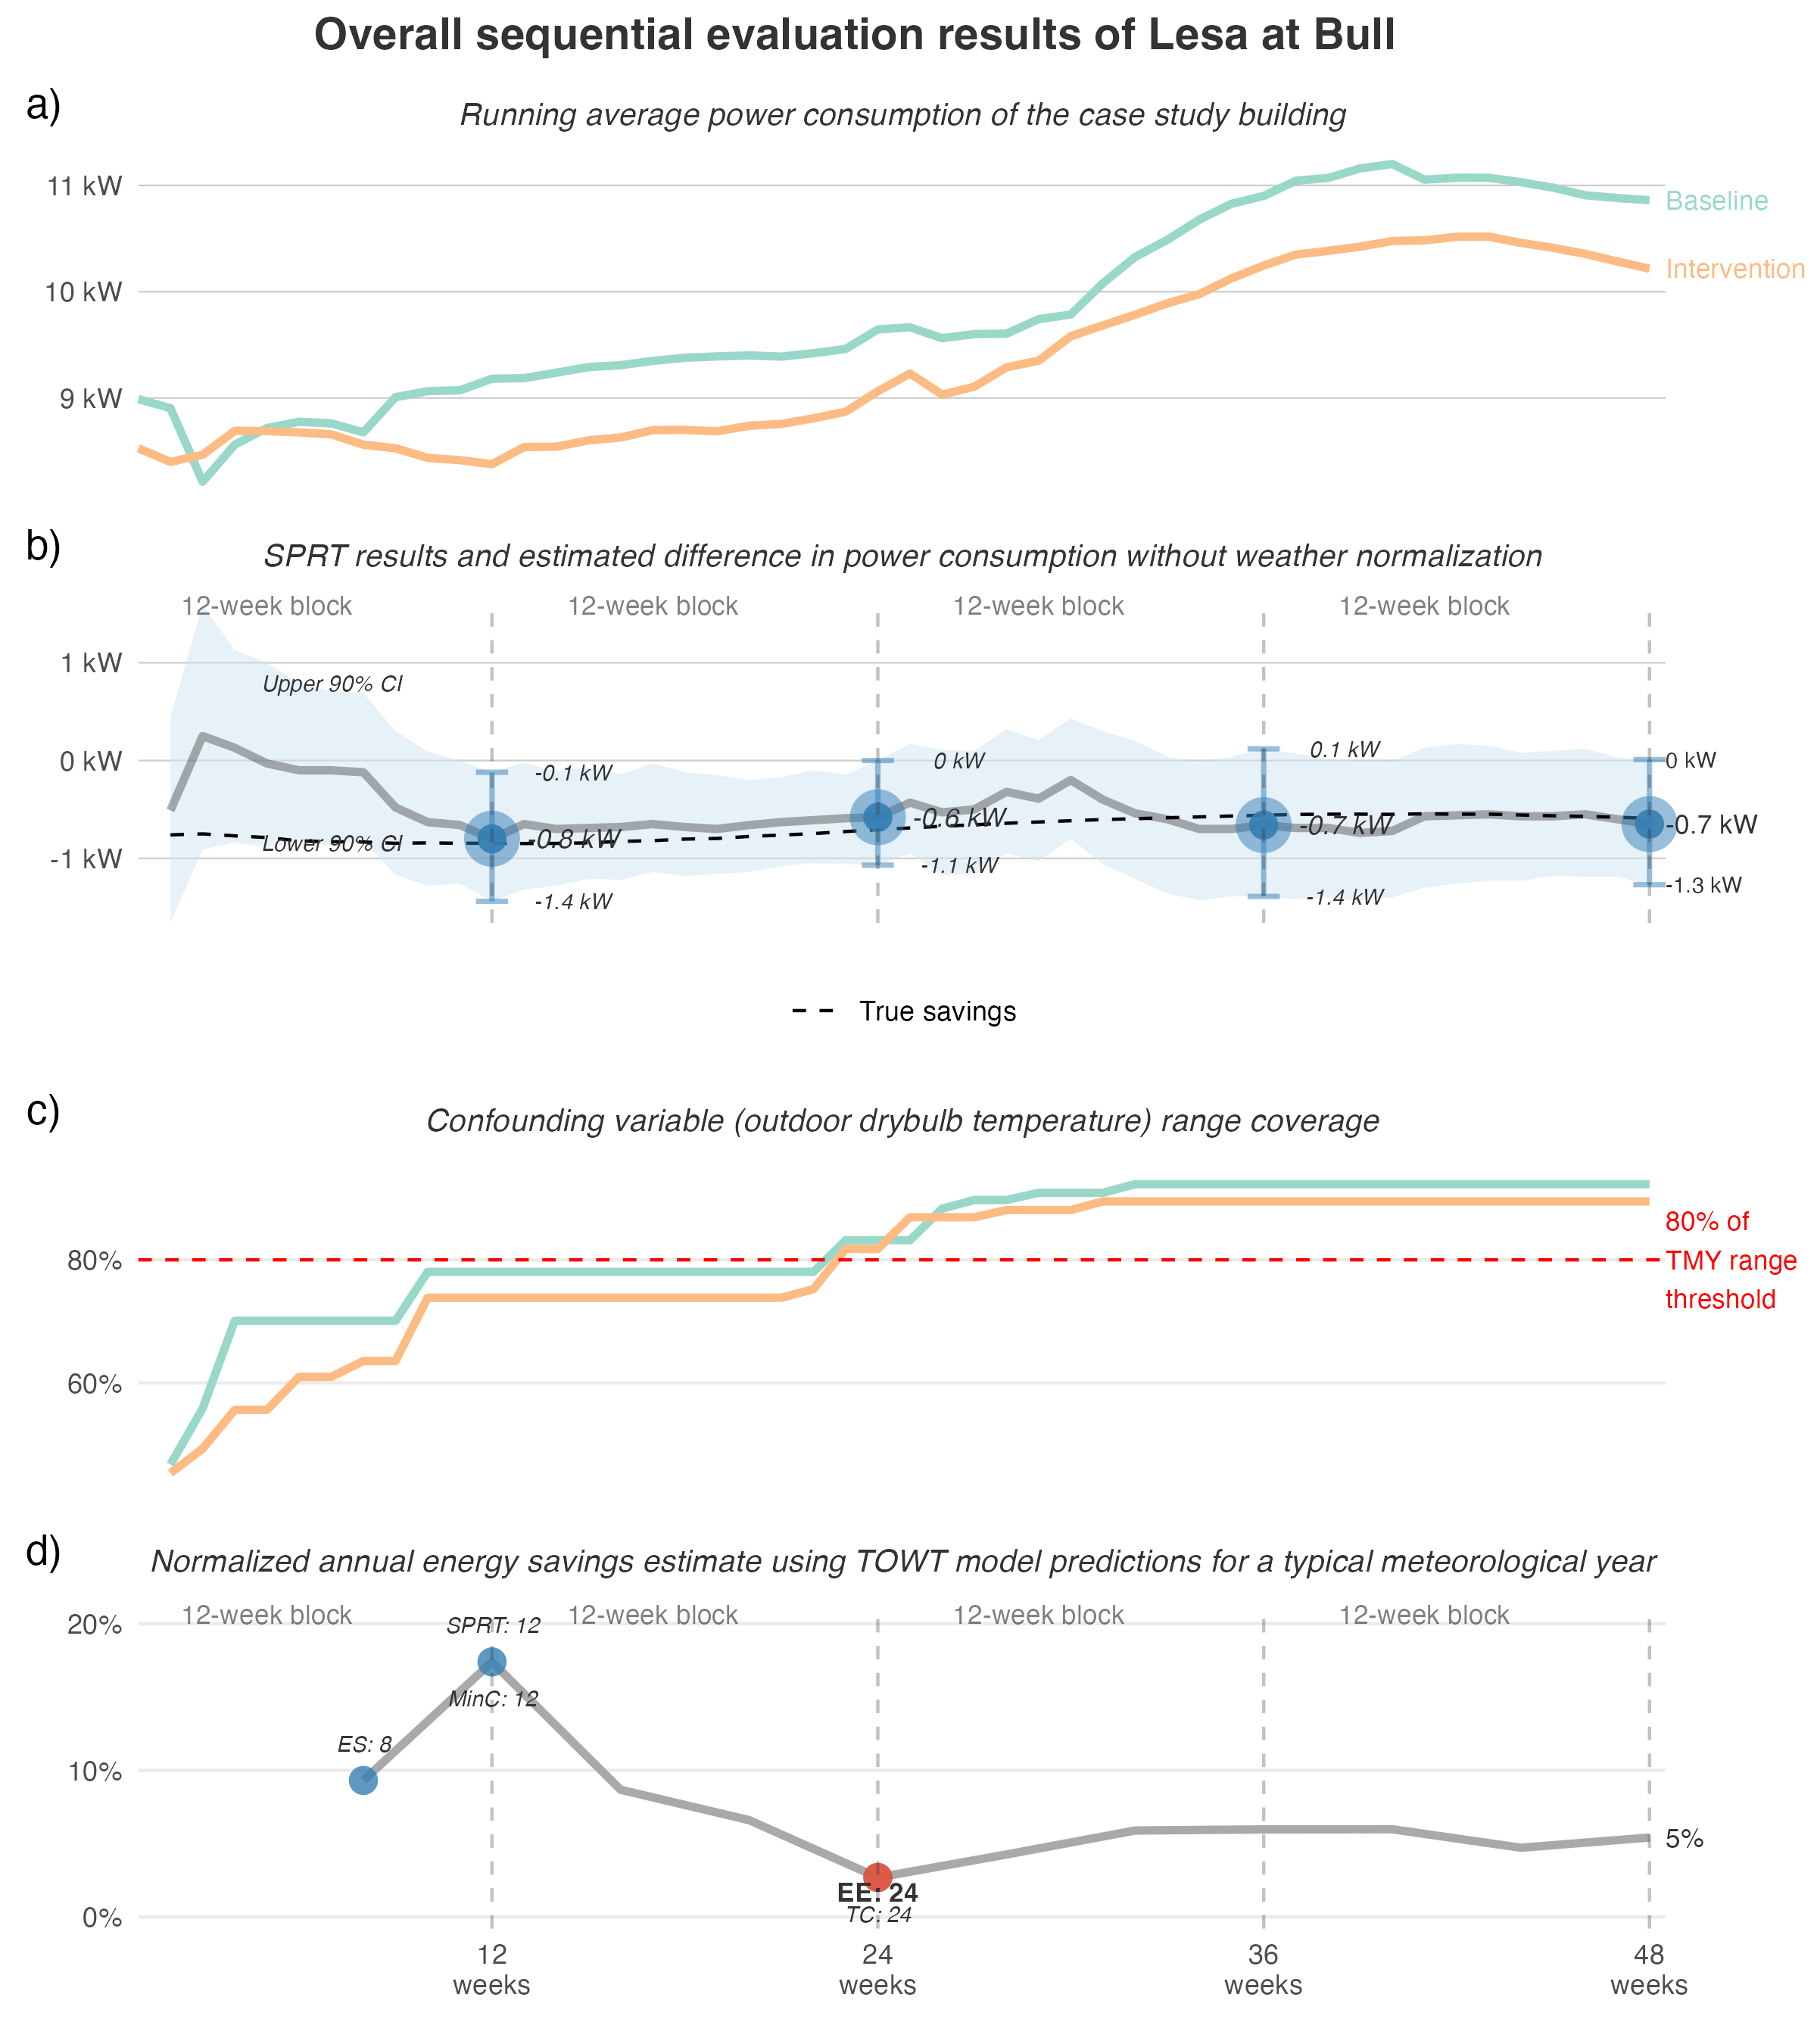 Overall sequential evaluation results of Lesa at Bull
a)
Running average power consumption of the case study building
11 kW
10 kW
9 kW
Baseline
Intervention
b)
SPRT results and estimated difference in power consumption without weather normalization
12-week block 12-week block 12-week block 12-week block
1 kW
0 kW
-1 kW
Upper 90% CI
Lower 90% CI
-0.1 kW
-0.8 kW
-1.4 kW
0 kW
-0.6 kW
-1.1 kW
0.1 kW
-0.7 kW
-1.4 kW
0 kW
-0.7 kW
-1.3 kW
True savings
c)
Confounding variable (outdoor drybulb temperature) range coverage
80%
60%
80% of
TMY range
threshold
d)
Normalized annual energy savings estimate using TOWT model predictions for a typical meteorological year
12-week block 12-week block 12-week block 12-week block
20%
10%
0%
SPRT: 12
MinC: 12
ES: 8
EE: 24
TC: 24
5%
12
weeks
24
weeks
36
weeks
48
weeks